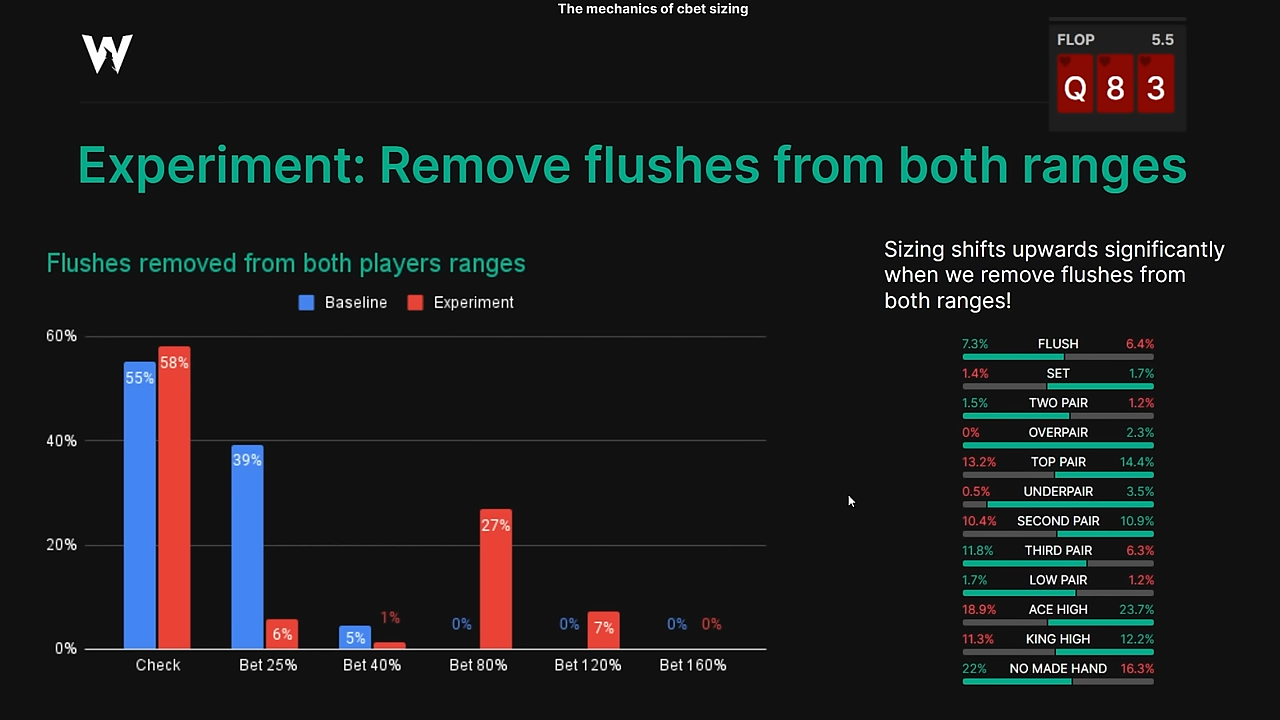 The mechanics of cbet sizing
W
FLOP 5.5
Q 8 3
Experiment: Remove flushes from both ranges
Flushes removed from both players ranges
Baseline Experiment
60%
40%
20%
0%
55% 58%
39% 6%
5% 1%
0% 27%
0% 7%
0% 0%
Check Bet 25% Bet 40% Bet 80% Bet 120% Bet 160%
Sizing shifts upwards significantly
when we remove flushes from
both ranges!
7.3% FLUSH 6.4%
1.4% SET 1.7%
1.5% TWO PAIR 1.2%
0% OVERPAIR 2.3%
13.2% TOP PAIR 14.4%
0.5% UNDERPAIR 3.5%
10.4% SECOND PAIR 10.9%
11.8% THIRD PAIR 6.3%
1.7% LOW PAIR 1.2%
18.9% ACE HIGH 23.7%
11.3% KING HIGH 12.2%
22% NO MADE HAND 16.3%